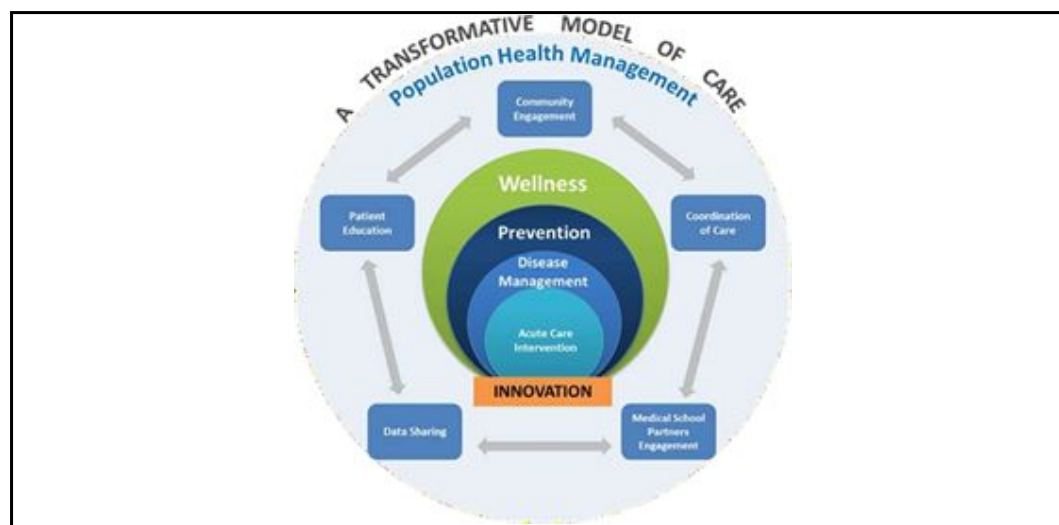 A TRANSFORMATIVE MODEL OF CARE
Population Health Management
Community
Engagement
Wellness
Patient
Education
Coordination
of Care
Prevention
Disease
Management
Acute Care
Intervention
INNOVATION
Data Sharing
Medical School
Partners
Engagement